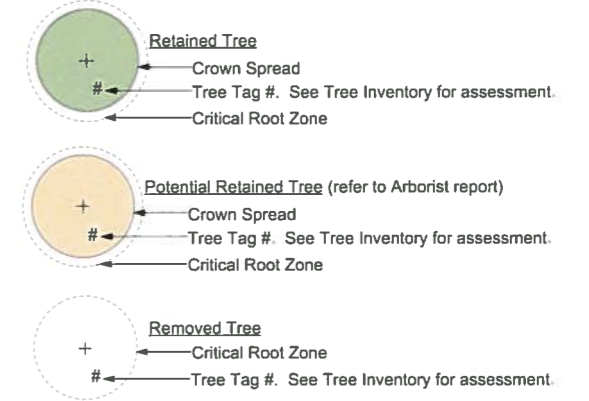 Retained Tree
Crown Spread
# Tree Tag #. See Tree Inventory for assessment.
Critical Root Zone
Potential Retained Tree (refer to Arborist report)
Crown Spread
# Tree Tag #. See Tree Inventory for assessment.
Critical Root Zone
Removed Tree
Critical Root Zone
# Tree Tag #. See Tree Inventory for assessment.